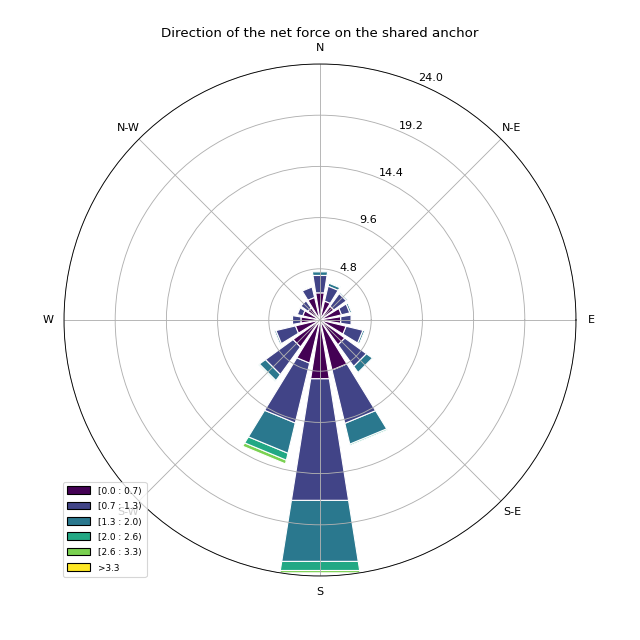 Direction of the net force on the shared anchor
N
24.0
N-W
N-E
19.2
14.4
9.6
4.8
W
E
[0.0 : 0.7)
[0.7 : 1.3)
S-W
S-E
[1.3 : 2.0)
[2.0 : 2.6)
[2.6 : 3.3)
>3.3
S